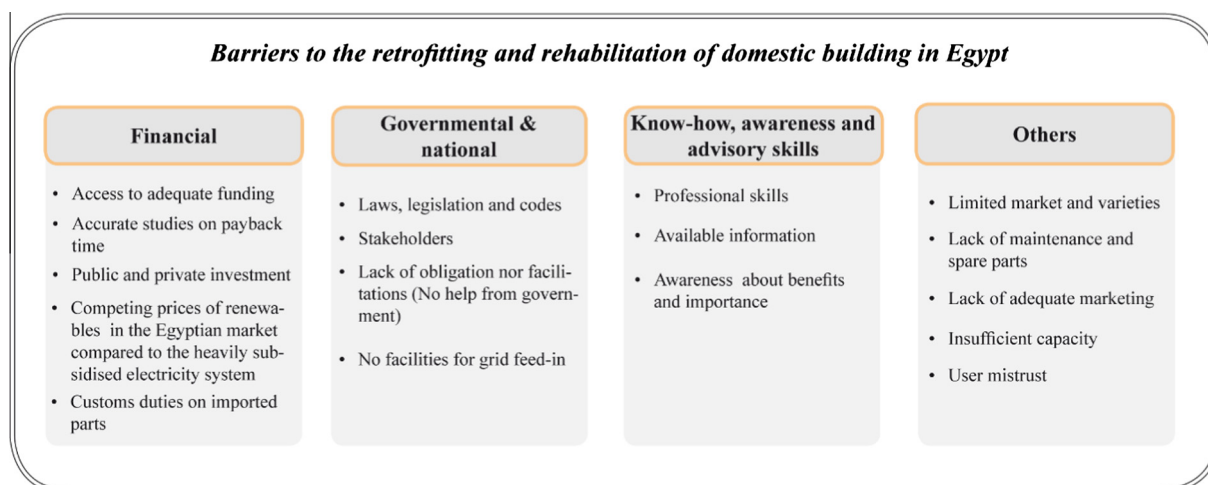 Barriers to the retrofitting and rehabilitation of domestic building in Egypt
Financial
• Access to adequate funding
• Accurate studies on payback
time
• Public and private investment
• Competing prices of renewa-
bles in the Egyptian market
compared to the heavily sub-
sidised electricity system
• Customs duties on imported
parts
Governmental &
national
• Laws, legislation and codes
• Stakeholders
• Lack of obligation nor facili-
tations (No help from govern-
ment)
• No facilities for grid feed-in
Know-how, awareness and
advisory skills
• Professional skills
• Available information
• Awareness about benefits
and importance
Others
• Limited market and varieties
• Lack of maintenance and
spare parts
• Lack of adequate marketing
• Insufficient capacity
• User mistrust